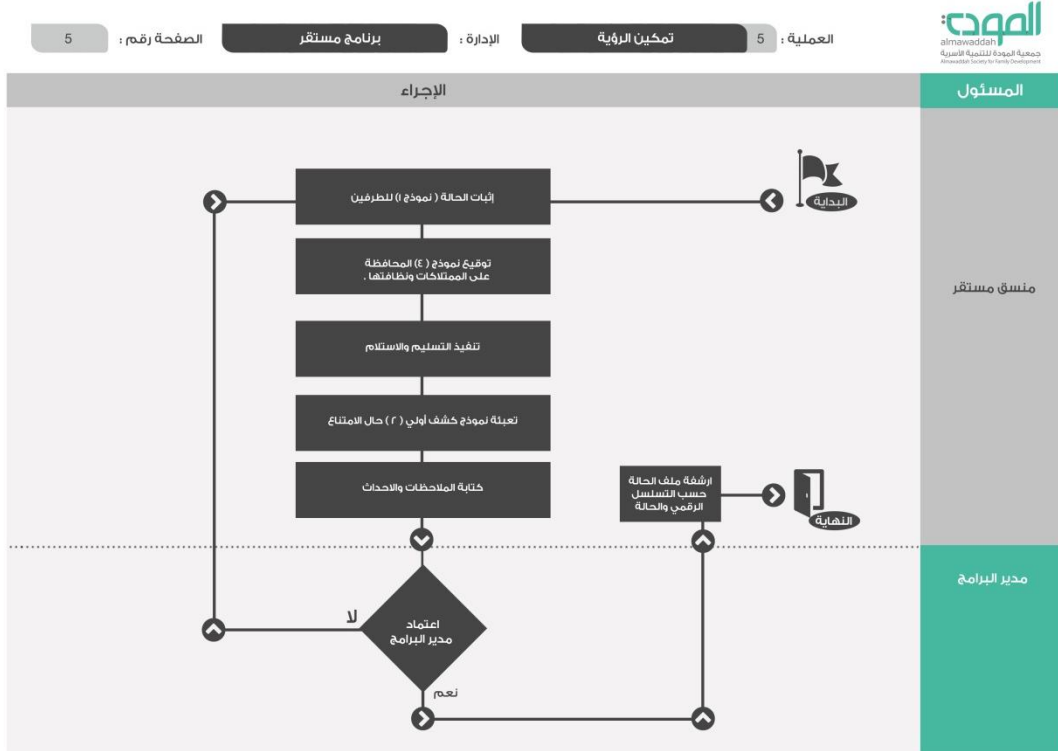 المودة:
almawaddah
جمعية المودة للتنمية الأسرية
Almawaddah Society for Family Development
العملية : 5 تمكين الرؤية الإدارة : برنامج مستقر الصفحة رقم : 5
المسئول الإجراء
منسق مستقر
البداية
إثبات الحالة ( نموذج ١) للطرفين
توقيع نموذج ( ٤) المحافظة
على الممتلاكات ونظافتها .
تنفيذ التسليم والاستلام
تعبئة نموذج كشف أولي ( ٢ ) حال الامتناع
كتابة الملاحظات والاحداث
ارشفة ملف الحالة
حسب التسلسل
الرقمي والحالة
النهاية
مدير البرامج
اعتماد
مدير البرامج
لا
نعم